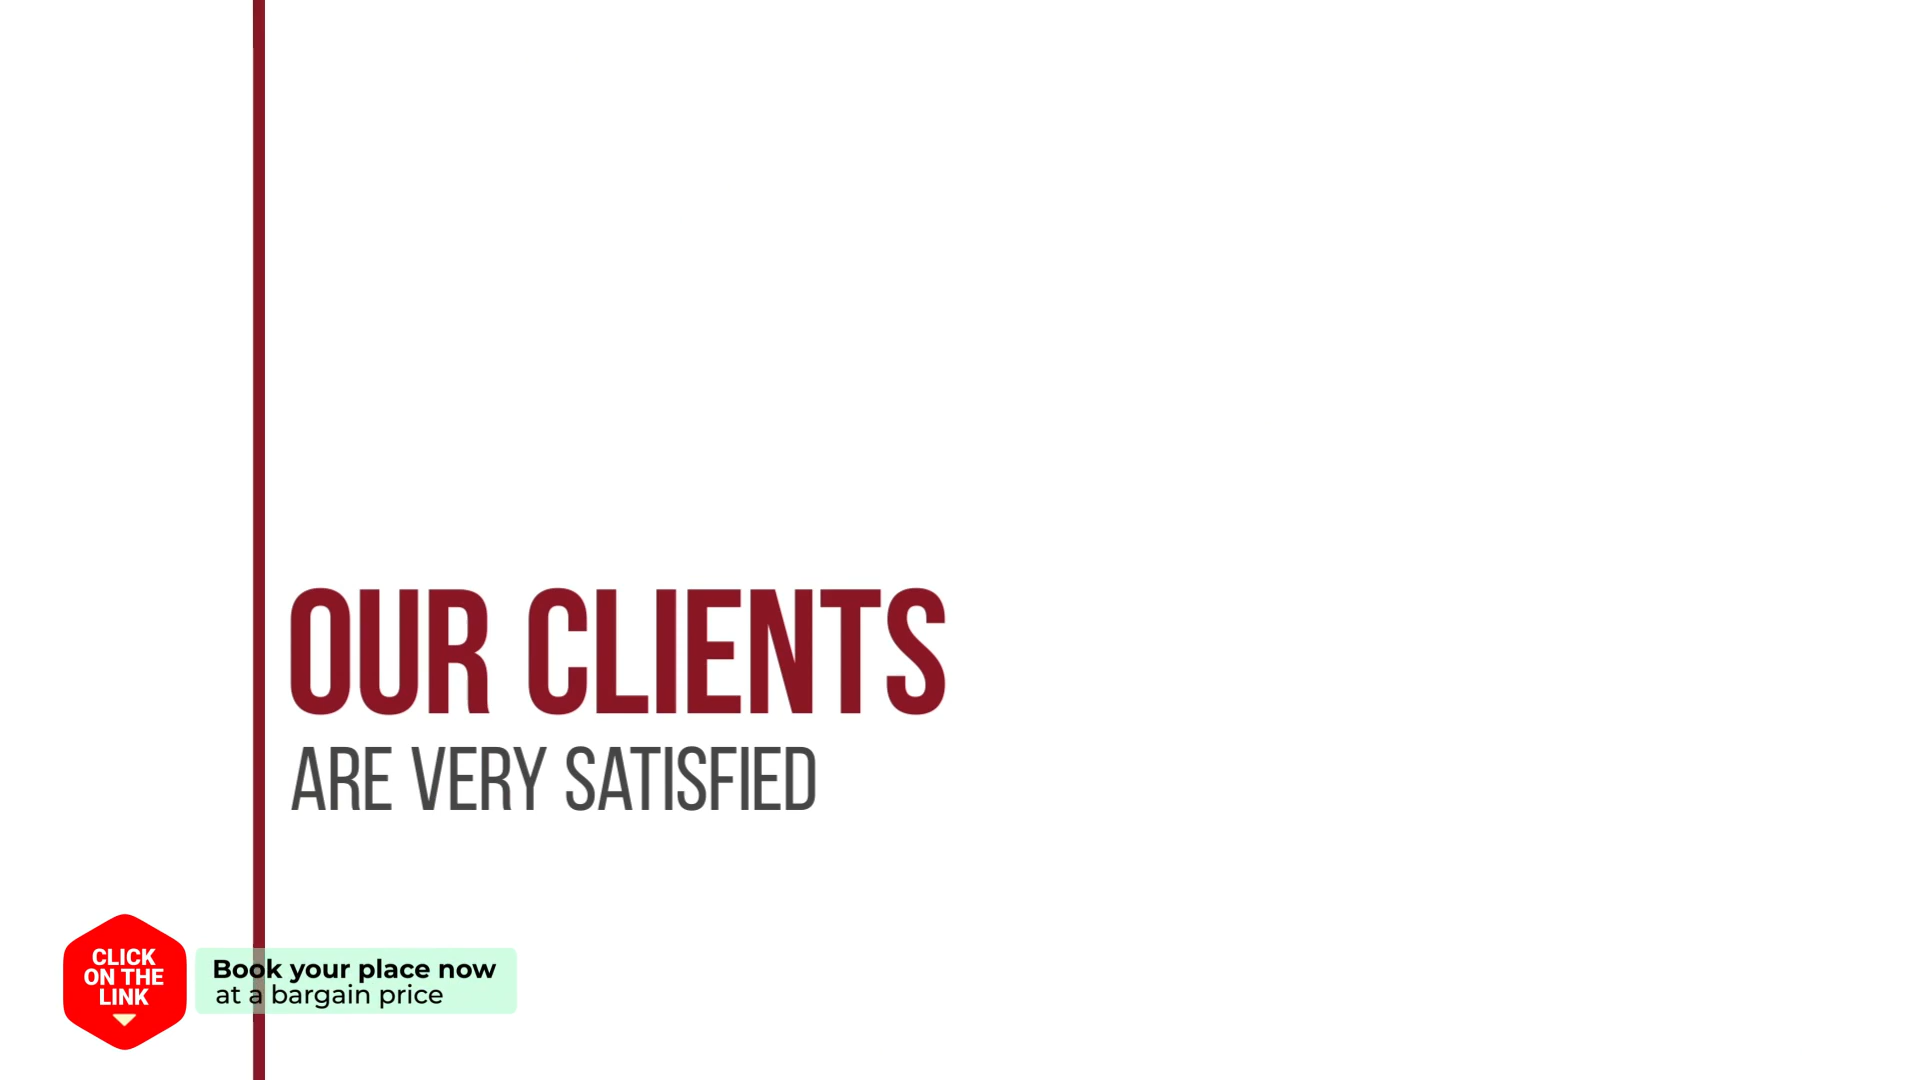 OUR CLIENTS
ARE VERY SATISFIED
CLICK
ON THE
LINK
Book your place now
at a bargain price